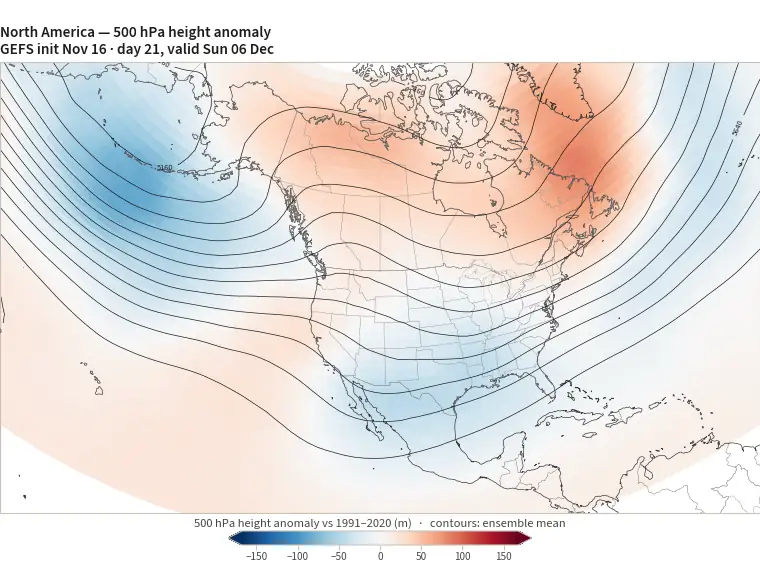 North America — 500 hPa height anomaly
GEFS init Nov 16 · day 21, valid Sun 06 Dec
5640
5160
500 hPa height anomaly vs 1991–2020 (m) · contours: ensemble mean
−150 −100 −50 0 50 100 150